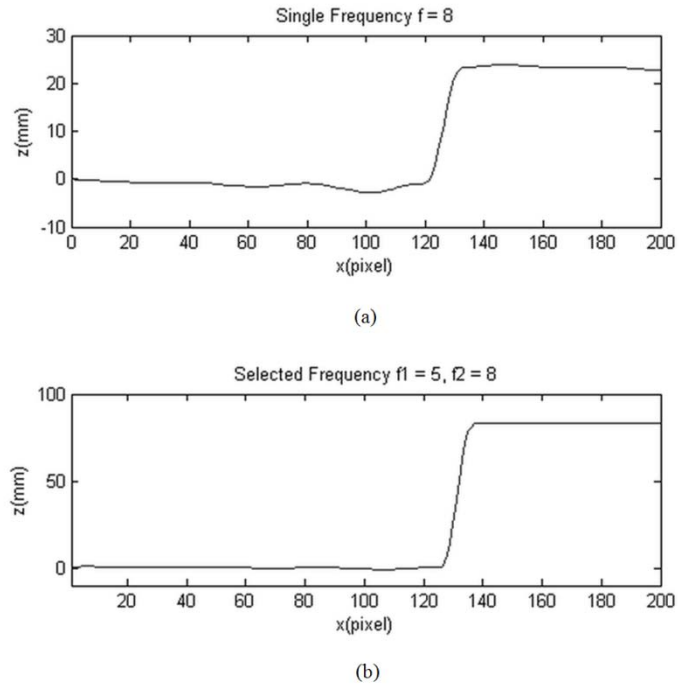 Single Frequency f = 8
30
20
10
0
-10
z(mm)
0 20 40 60 80 100 120 140 160 180 200
x(pixel)
(a)
Selected Frequency f1 = 5, f2 = 8
100
50
0
z(mm)
20 40 60 80 100 120 140 160 180 200
x(pixel)
(b)